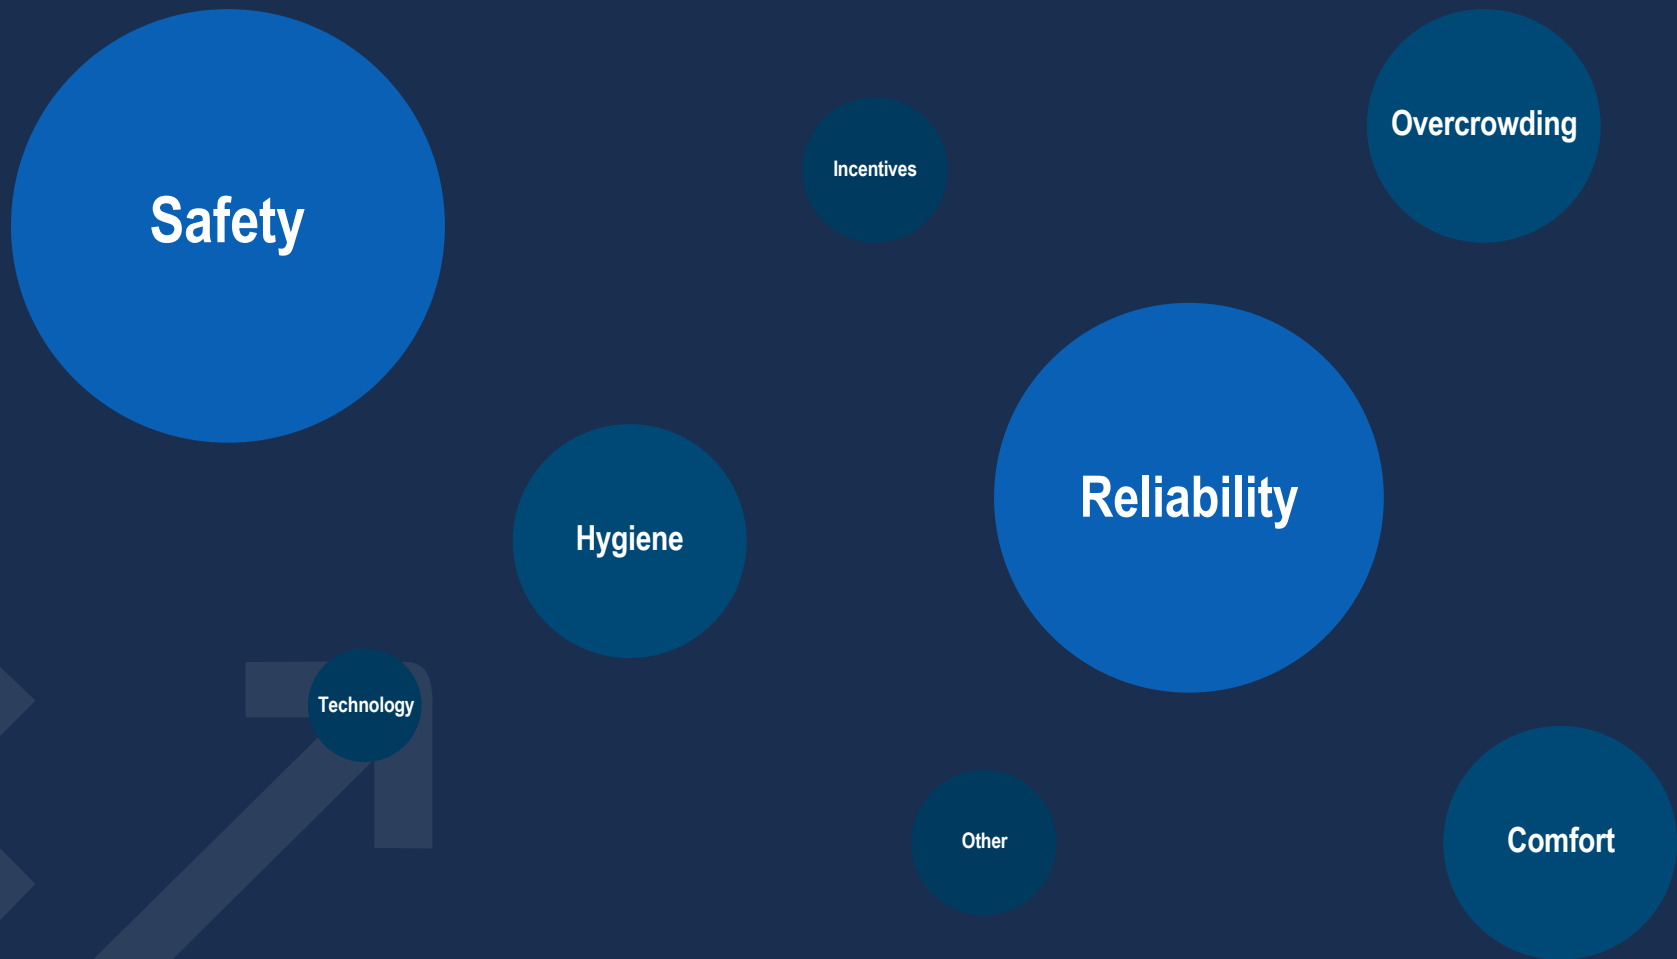 Safety
Incentives
Overcrowding
Reliability
Hygiene
Technology
Other
Comfort